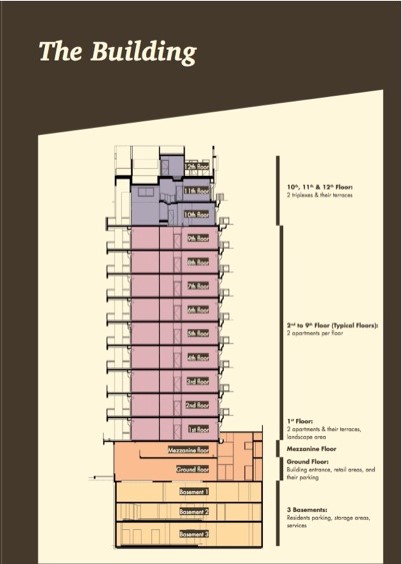 The Building
12th floor
11th floor
10th floor
9th floor
8th floor
7th floor
6th floor
5th floor
4th floor
3rd floor
2nd floor
1st floor
Mezzanine floor
Ground floor
Basement 1
Basement 2
Basement 3
10th, 11th & 12th Floor:
2 triplexes & their terraces
2nd to 9th Floor (Typical Floors):
2 apartments per floor
1st Floor:
2 apartments & their terraces,
landscape area
Mezzanine Floor
Ground Floor:
Building entrance, retail areas, and
their parking
3 Basements:
Residents parking, storage areas,
services